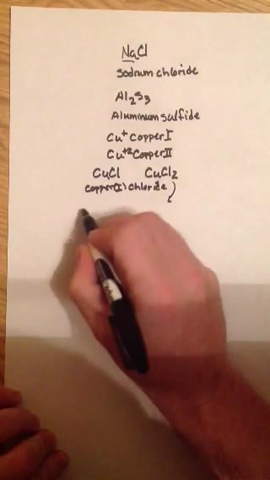 NaCl
Sodium chloride
Al2S3
Aluminum sulfide
Cu+ Copper I
Cu+2 Copper II
CuCl CuCl2
copper(I) chloride